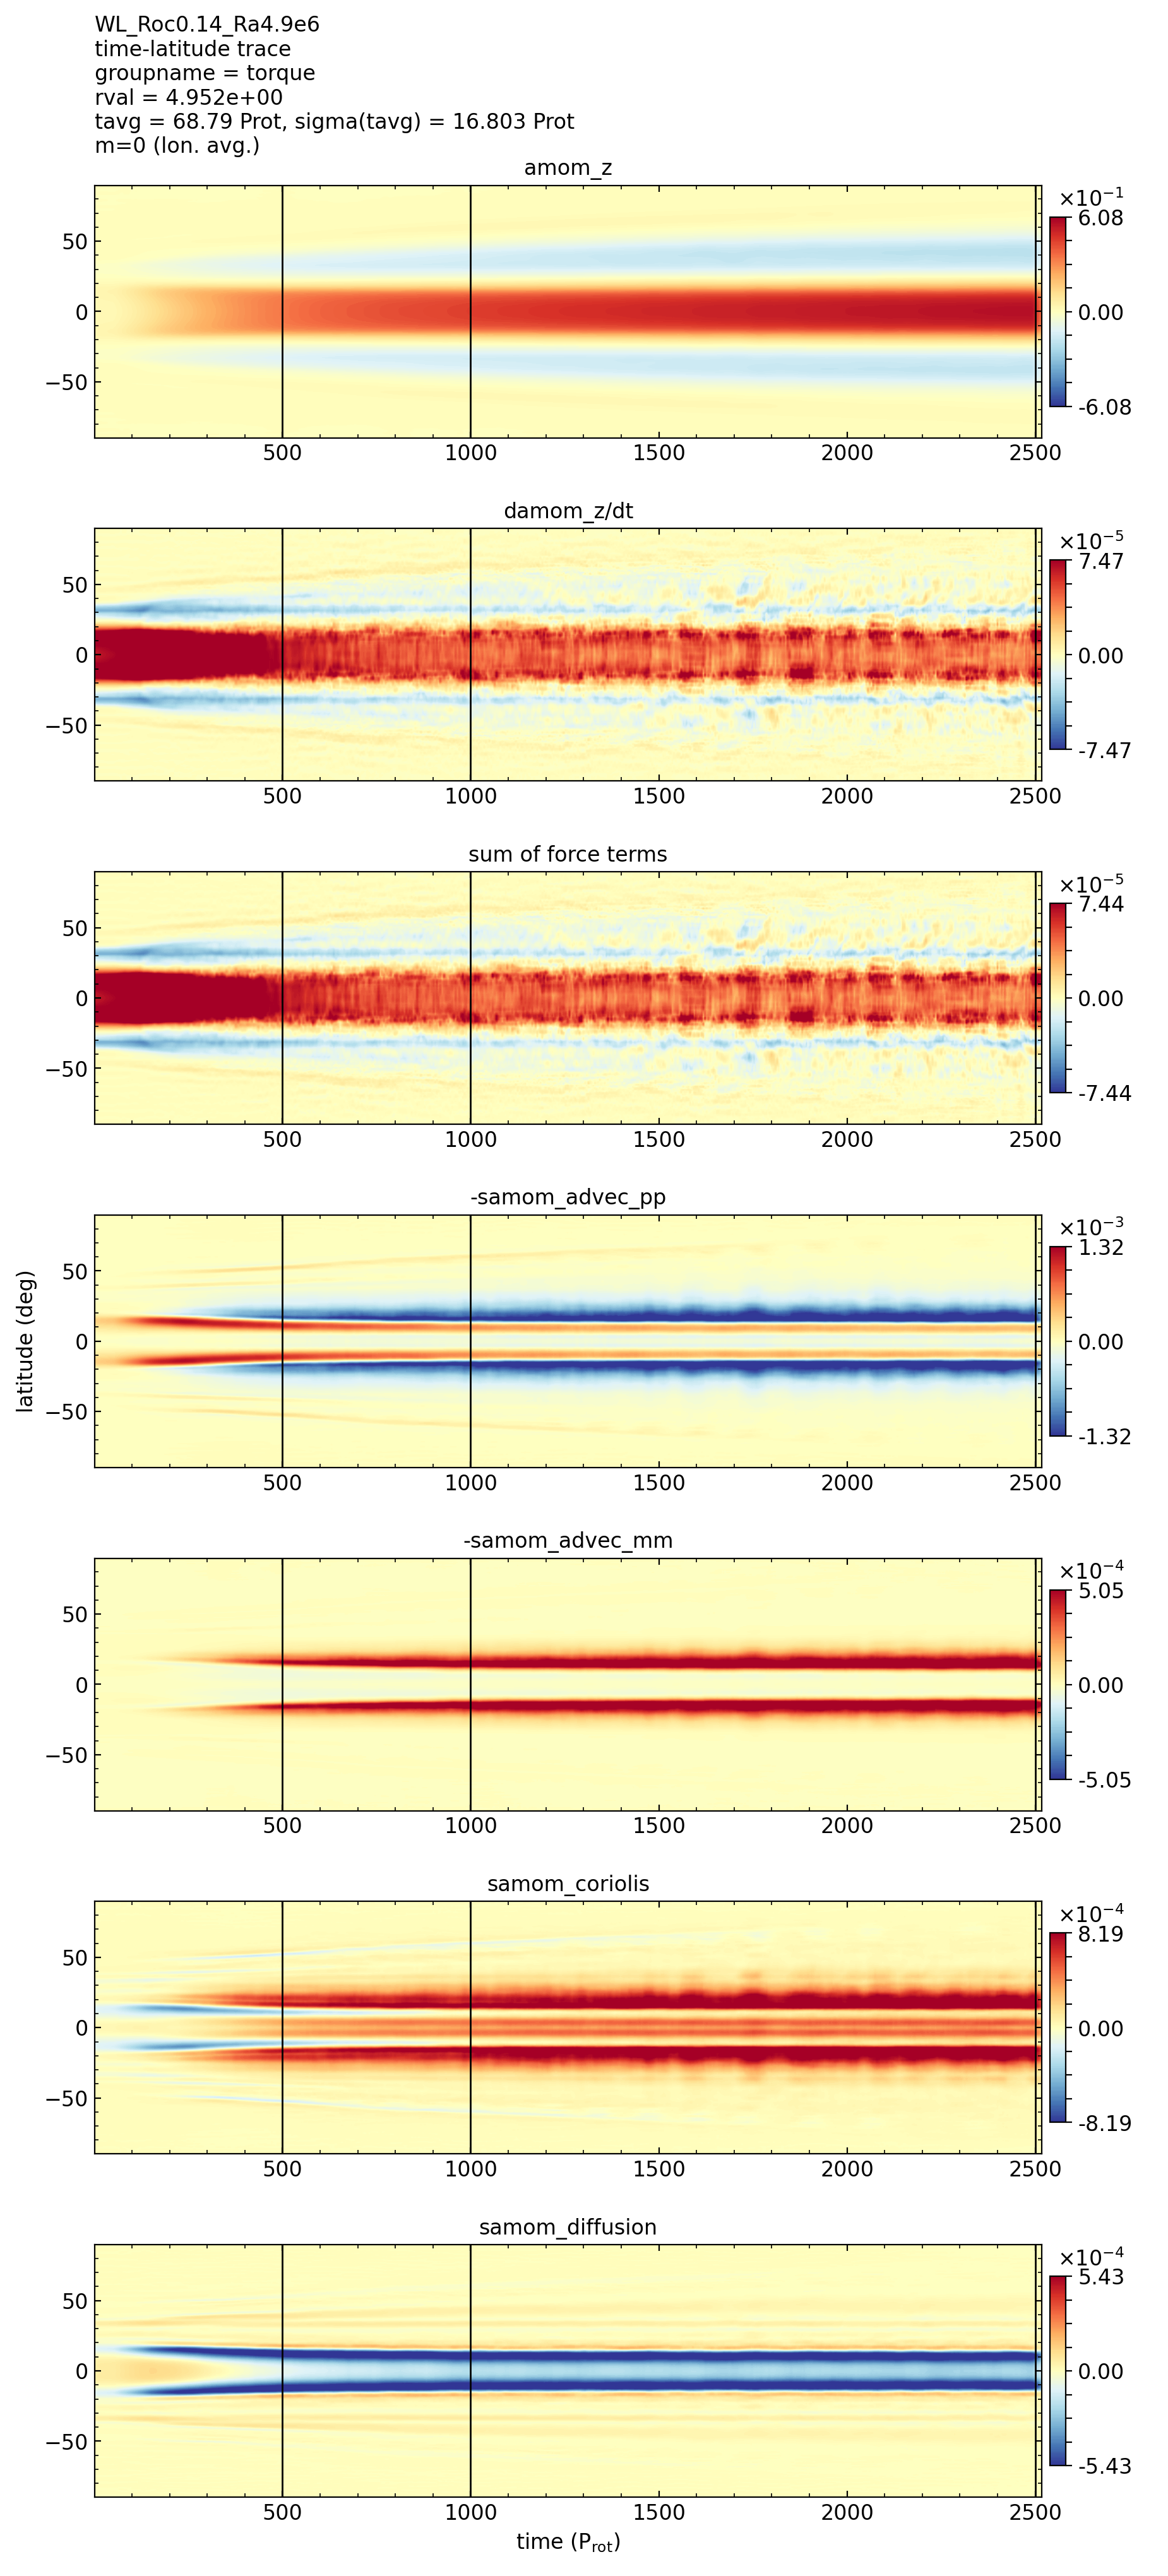 WL_Roc0.14_Ra4.9e6
time-latitude trace
groupname = torque
rval = 4.952e+00
tavg = 68.79 Prot, sigma(tavg) = 16.803 Prot
m=0 (lon. avg.)
amom_z
×10⁻¹
6.08
0.00
-6.08
50
0
−50
500 1000 1500 2000 2500
damom_z/dt
×10⁻⁵
7.47
0.00
-7.47
50
0
−50
500 1000 1500 2000 2500
sum of force terms
×10⁻⁵
7.44
0.00
-7.44
50
0
−50
500 1000 1500 2000 2500
-samom_advec_pp
×10⁻³
1.32
0.00
-1.32
50
0
−50
latitude (deg)
500 1000 1500 2000 2500
-samom_advec_mm
×10⁻⁴
5.05
0.00
-5.05
50
0
−50
500 1000 1500 2000 2500
samom_coriolis
×10⁻⁴
8.19
0.00
-8.19
50
0
−50
500 1000 1500 2000 2500
samom_diffusion
×10⁻⁴
5.43
0.00
-5.43
50
0
−50
500 1000 1500 2000 2500
time (P_rot)